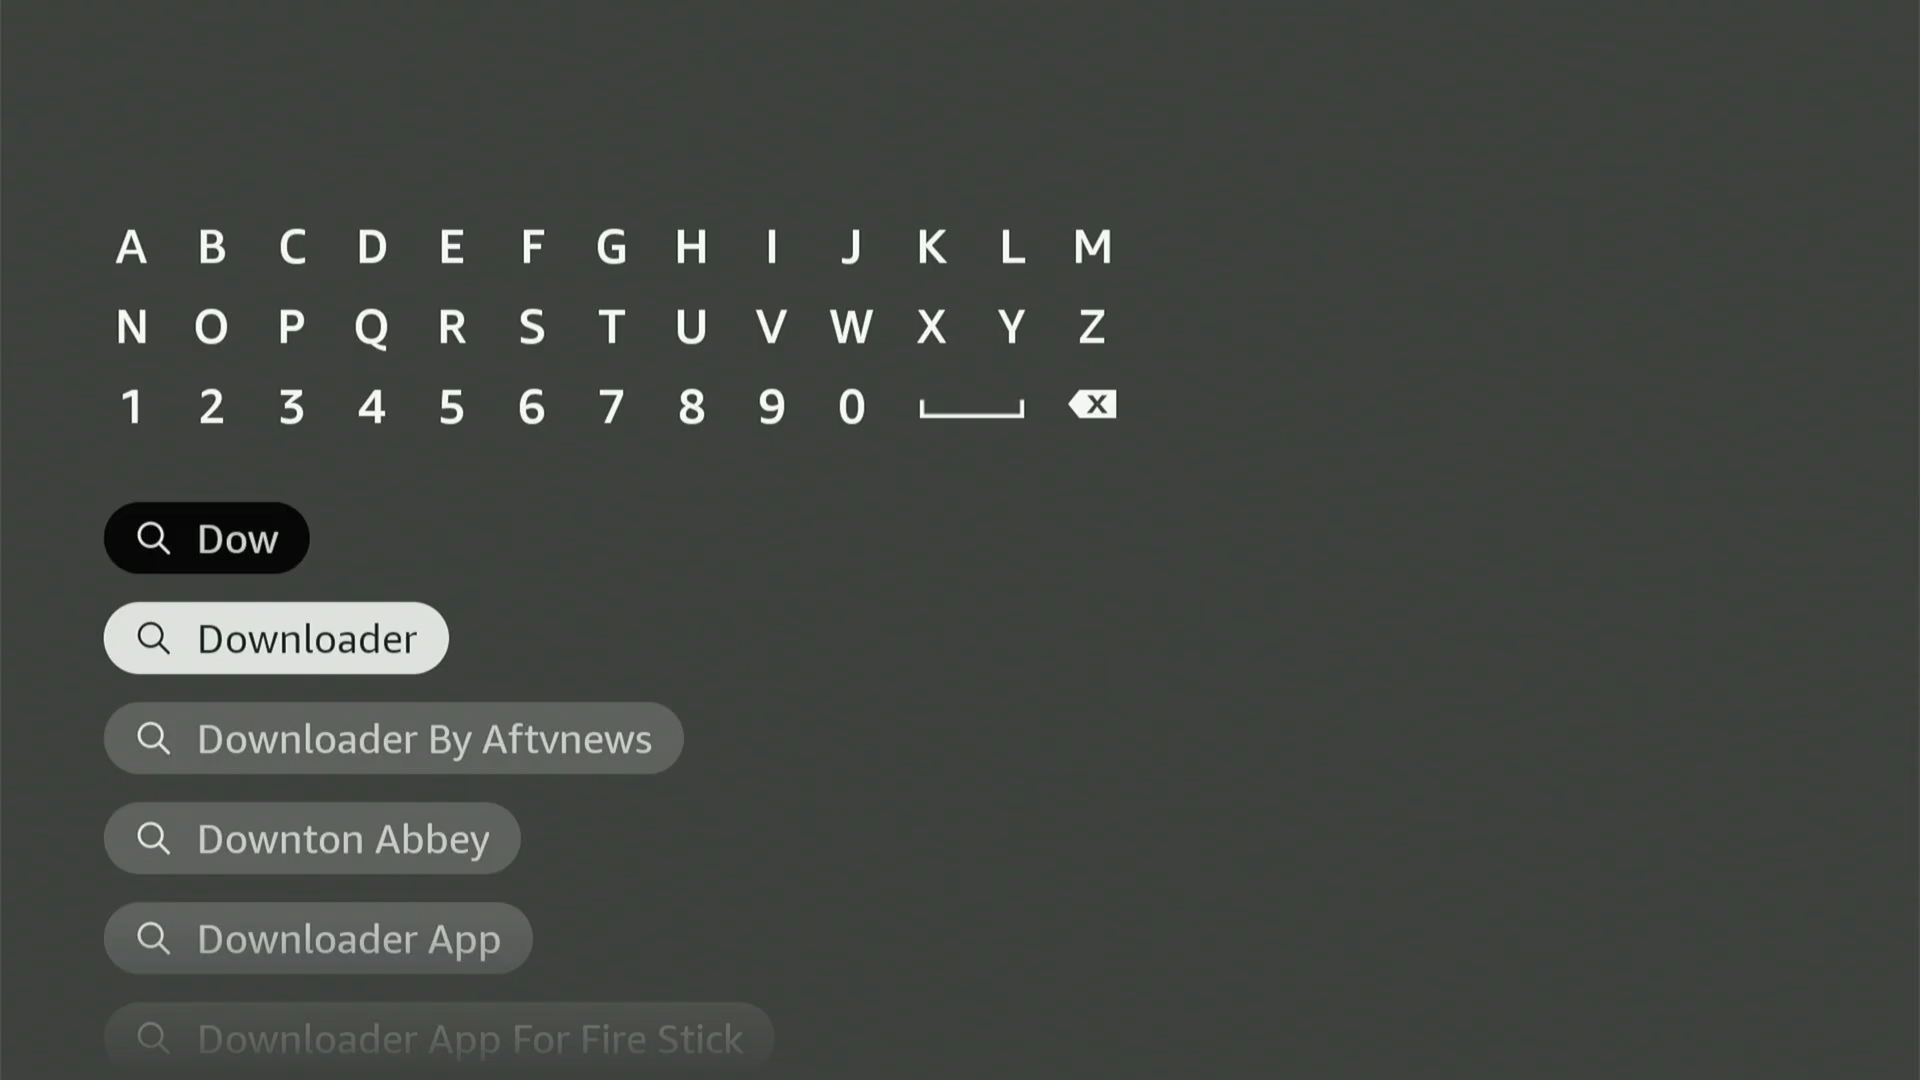 A B C D E F G H I J K L M
N O P Q R S T U V W X Y Z
1 2 3 4 5 6 7 8 9 0
Dow
Downloader
Downloader By Aftvnews
Downton Abbey
Downloader App
Downloader App For Fire Stick